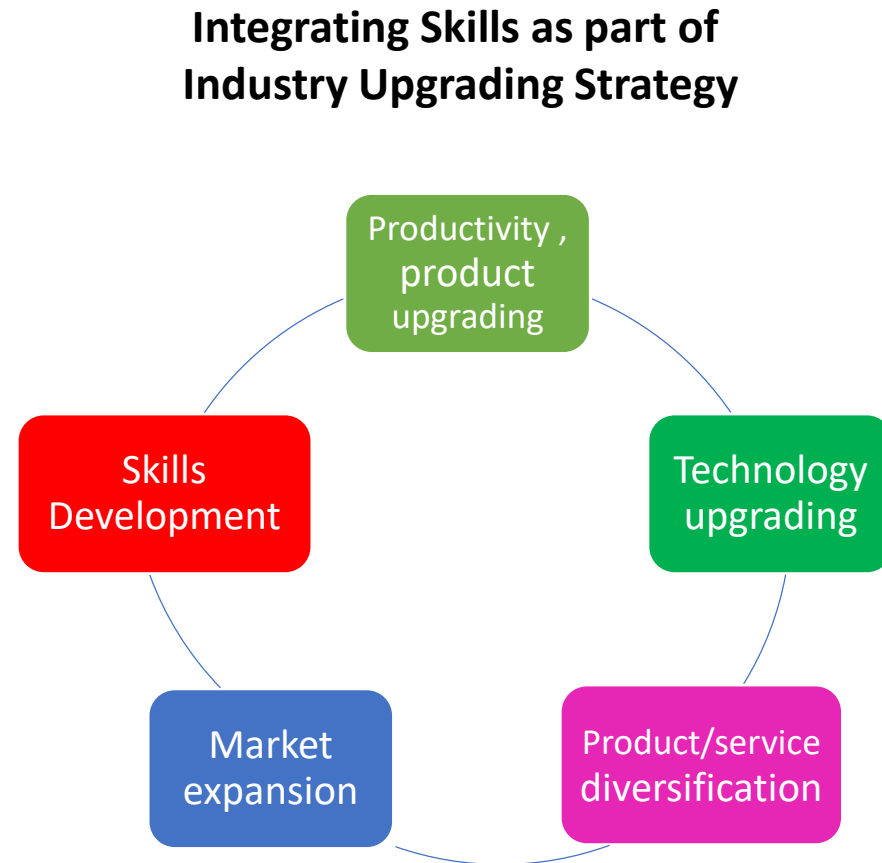 Integrating Skills as part of
Industry Upgrading Strategy
Productivity ,
product
upgrading
Technology
upgrading
Product/service
diversification
Market
expansion
Skills
Development